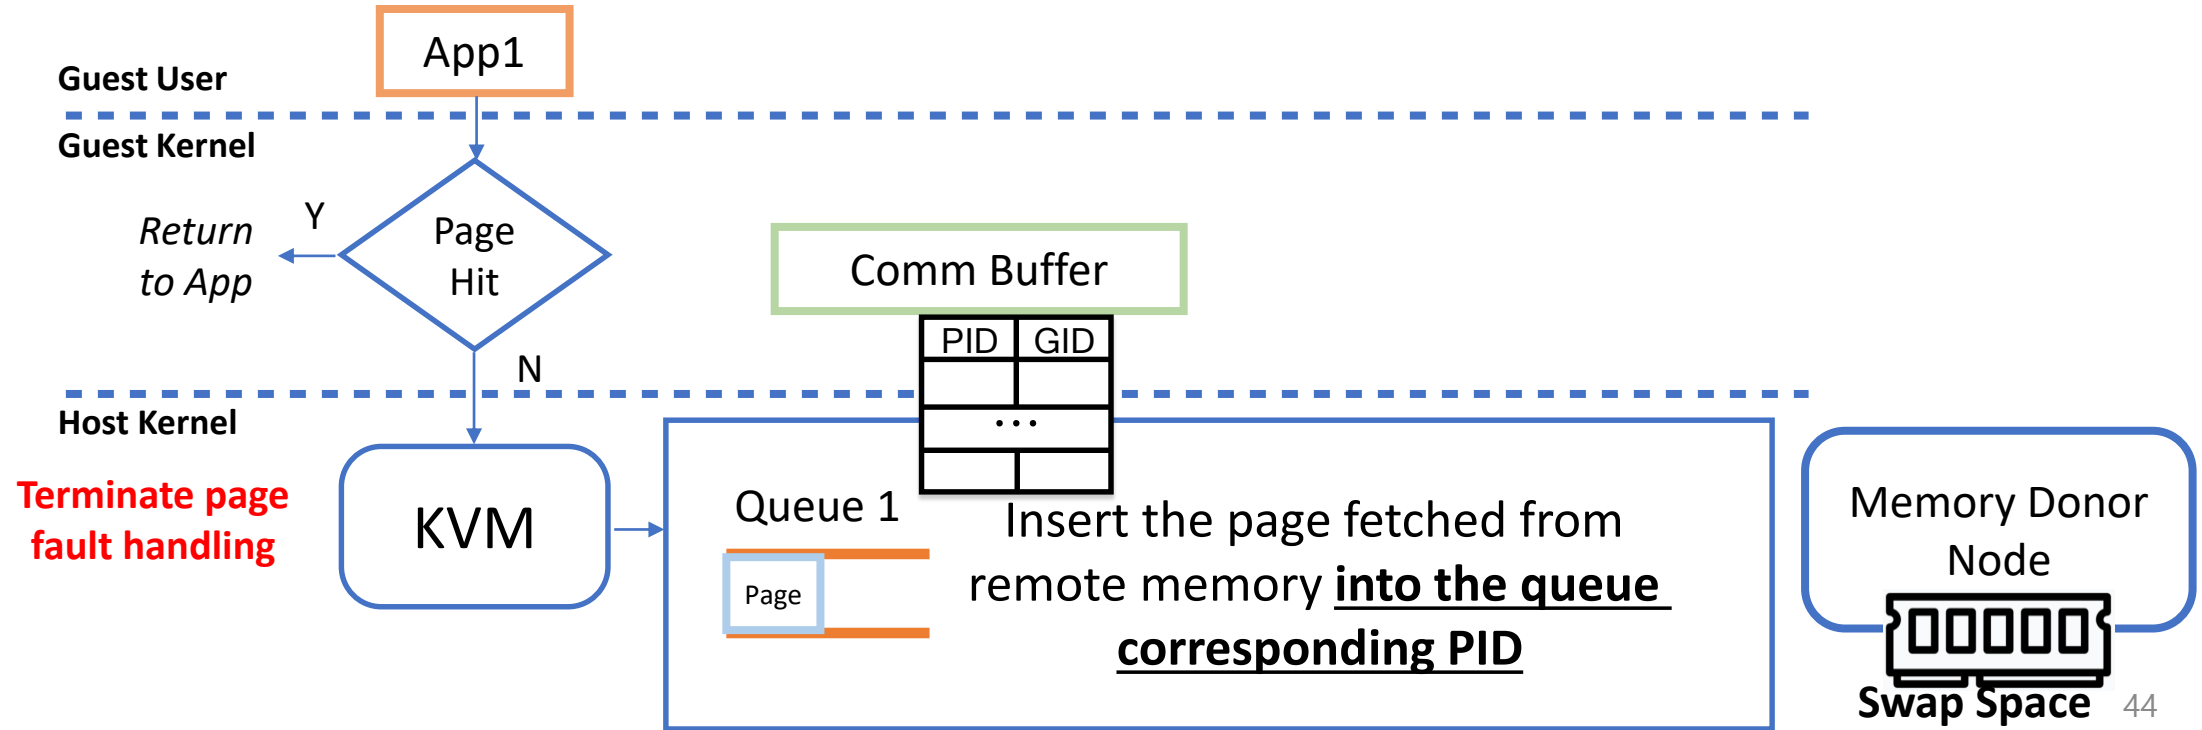 App1
Guest User
Guest Kernel
Y
Return
to App
Page
Hit
N
Comm Buffer
PID GID
...
Host Kernel
Terminate page
fault handling
KVM
Queue 1
Page
Insert the page fetched from
remote memory into the queue
corresponding PID
Memory Donor
Node
Swap Space
44